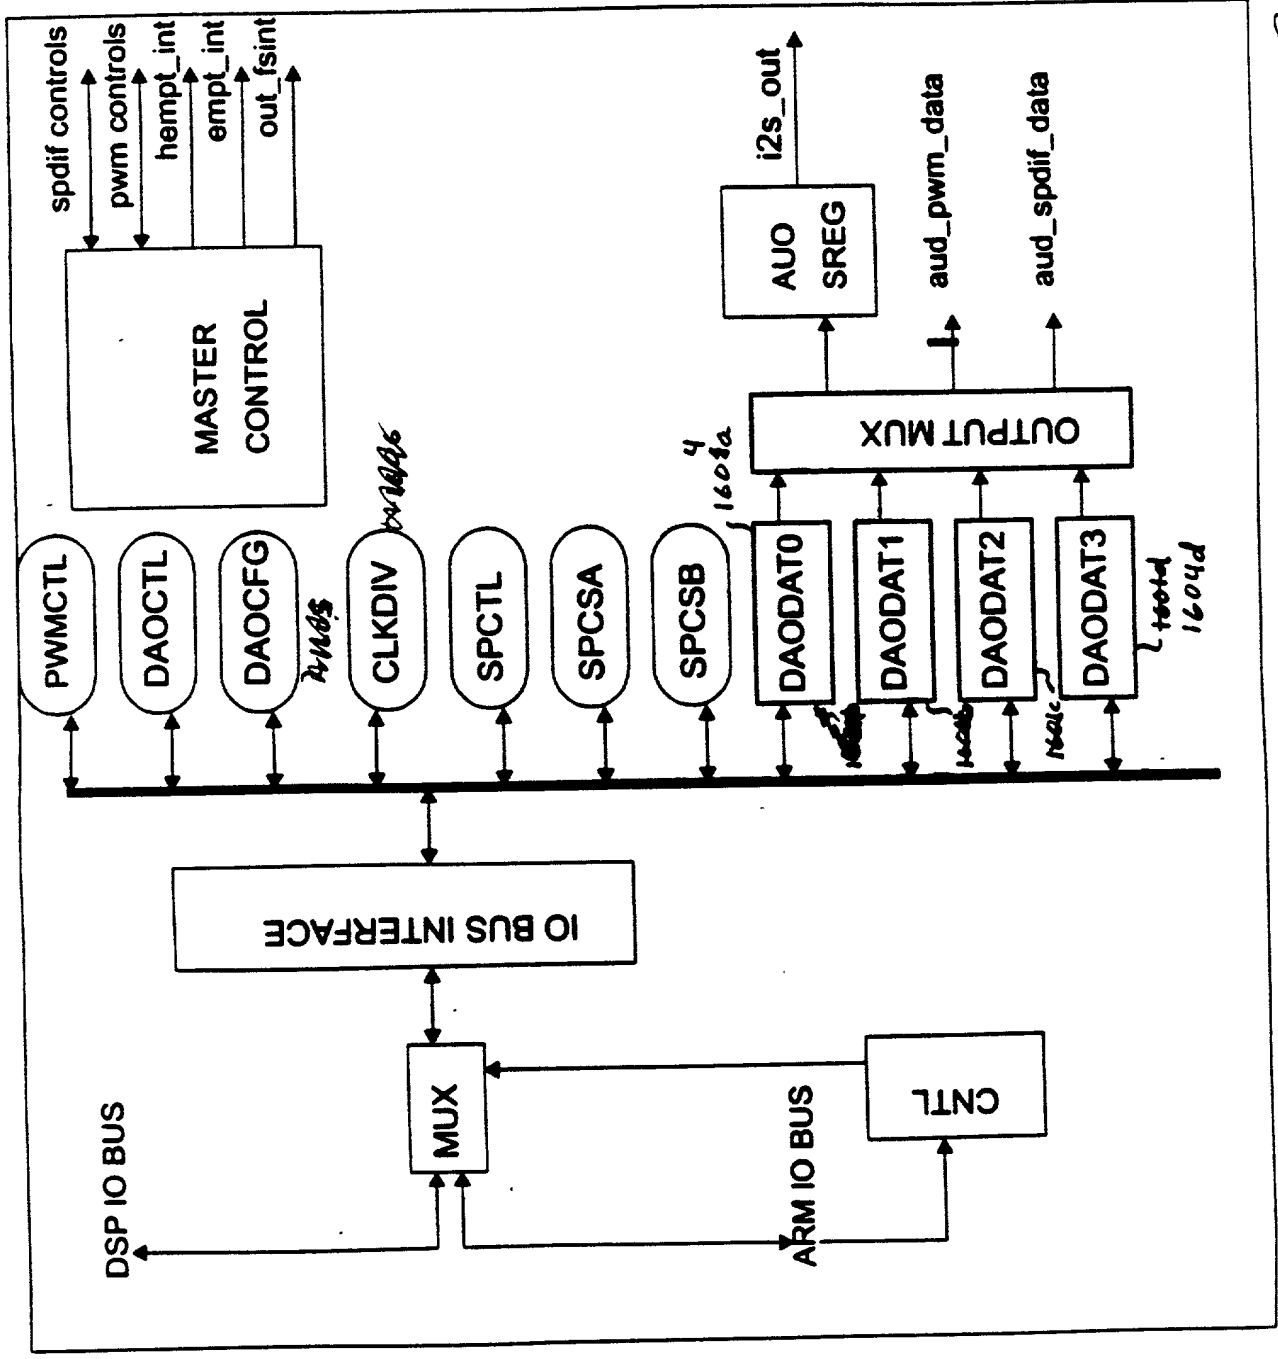 spdif controls
pwm controls
hempt_int
empt_int
out_fsint
MASTER
CONTROL
PWMCTL
DAOCTL
DAOCFG
CLKDIV
SPCTL
SPCSA
SPCSB
DAODAT0
DAODAT1
DAODAT2
DAODAT3
1604d
OUTPUT MUX
AUO
SREG
i2s_out
aud_pwm_data
aud_spdif_data
IO BUS INTERFACE
MUX
CNTL
DSP IO BUS
ARM IO BUS